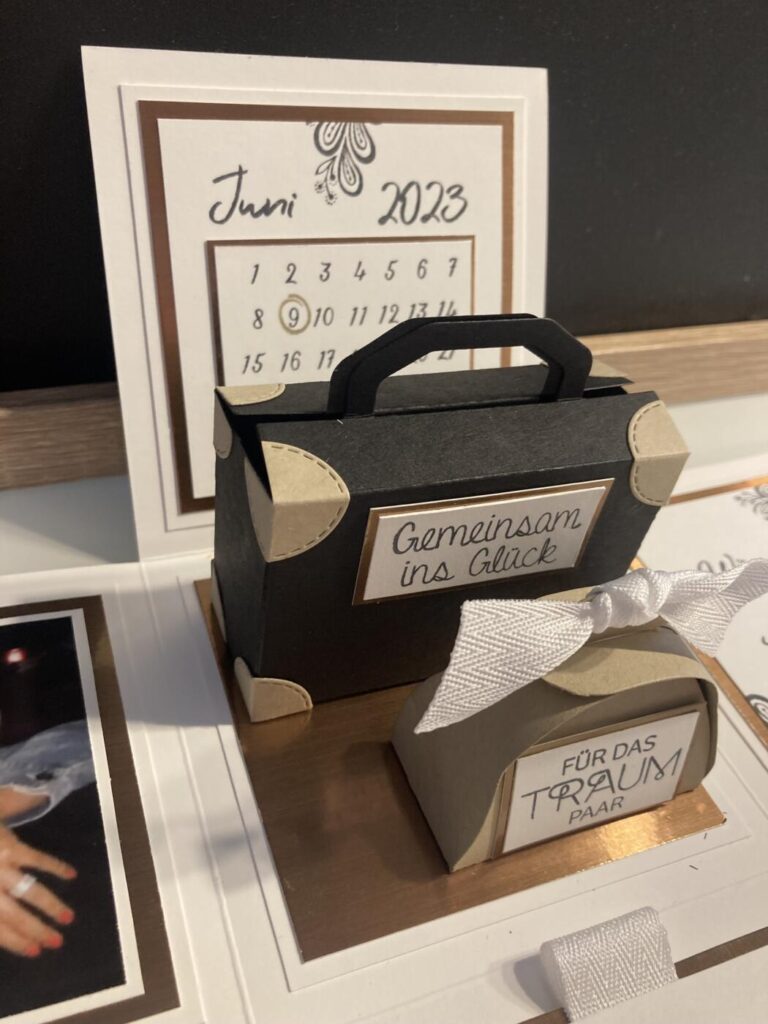 Juni 2023
1 2 3 4 5 6 7
8 9 10 11 12 13 14
15 16
Gemeinsam
ins Glück
FÜR DAS
TRAUM
PAAR